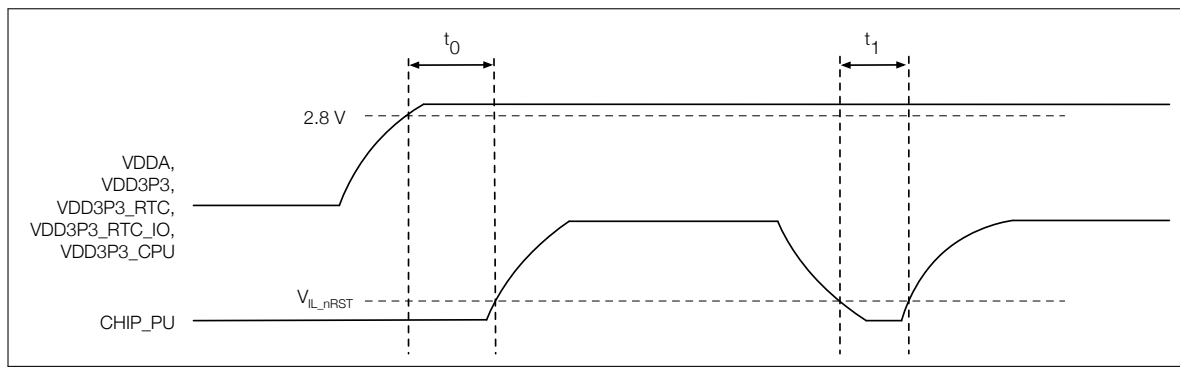 t0
t1
2.8 V
VDDA,
VDD3P3,
VDD3P3_RTC,
VDD3P3_RTC_IO,
VDD3P3_CPU
VIL_nRST
CHIP_PU